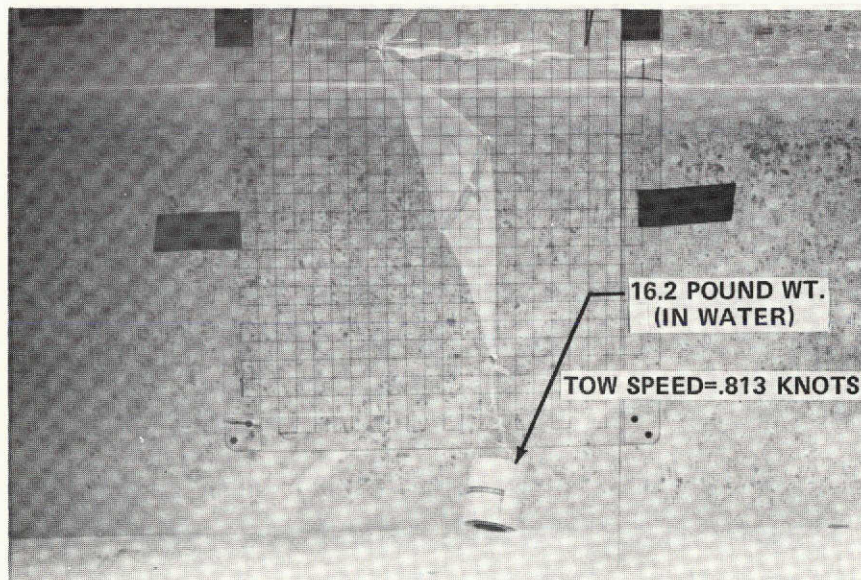 16.2 POUND WT.
(IN WATER)
TOW SPEED=.813 KNOTS